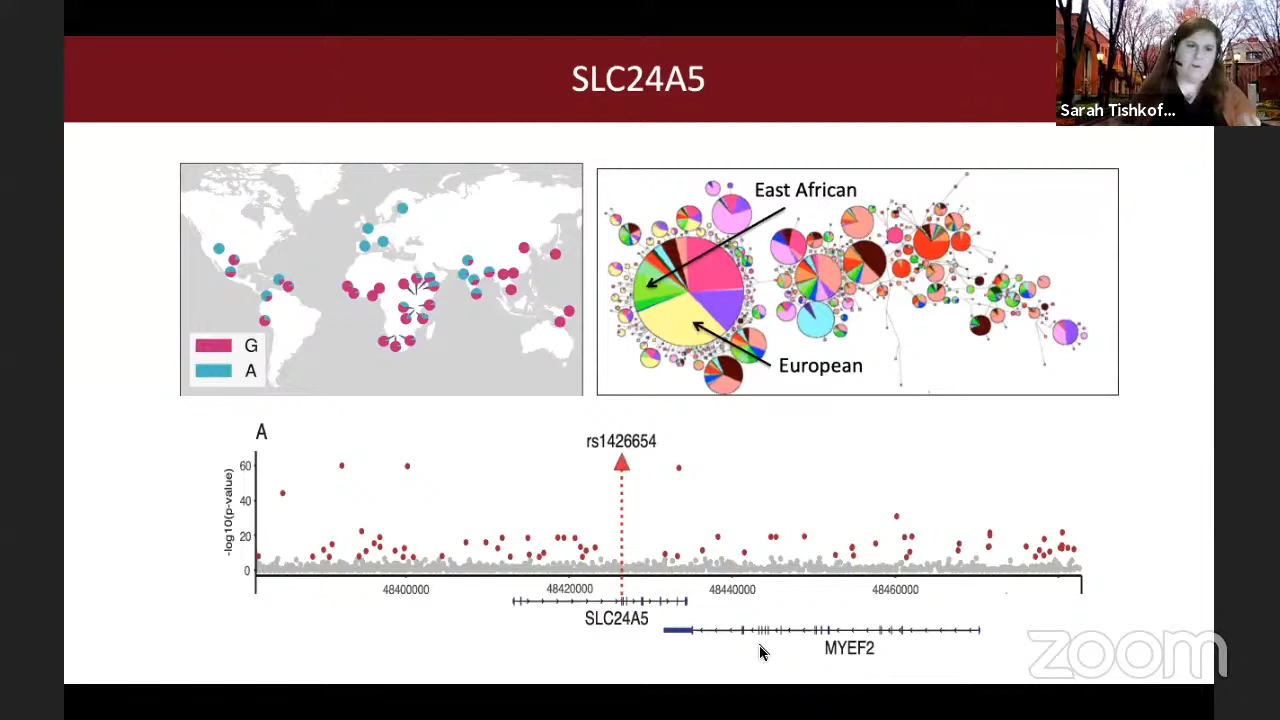 SLC24A5
Sarah Tishkof...
East African
European
G
A
A
rs1426654
-log10(p-value)
60
40
20
0
48400000
48420000
48440000
48460000
SLC24A5
MYEF2
zoom